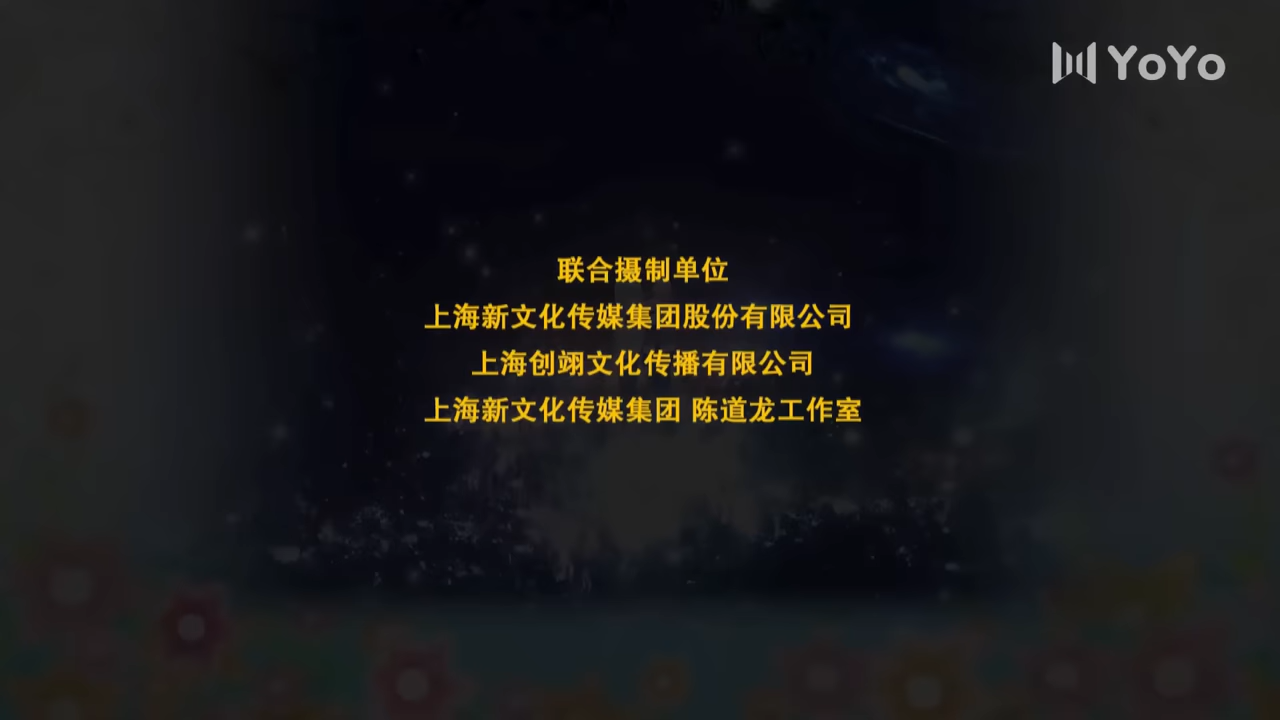 YoYo
联合摄制单位
上海新文化传媒集团股份有限公司
上海创翊文化传播有限公司
上海新文化传媒集团 陈道龙工作室